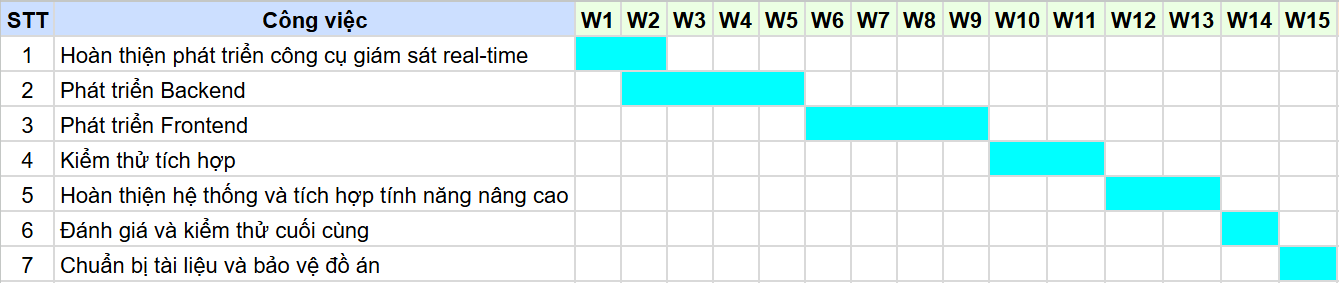 STT Công việc W1 W2 W3 W4 W5 W6 W7 W8 W9 W10 W11 W12 W13 W14 W15
1 Hoàn thiện phát triển công cụ giám sát real-time
2 Phát triển Backend
3 Phát triển Frontend
4 Kiểm thử tích hợp
5 Hoàn thiện hệ thống và tích hợp tính năng nâng cao
6 Đánh giá và kiểm thử cuối cùng
7 Chuẩn bị tài liệu và bảo vệ đồ án